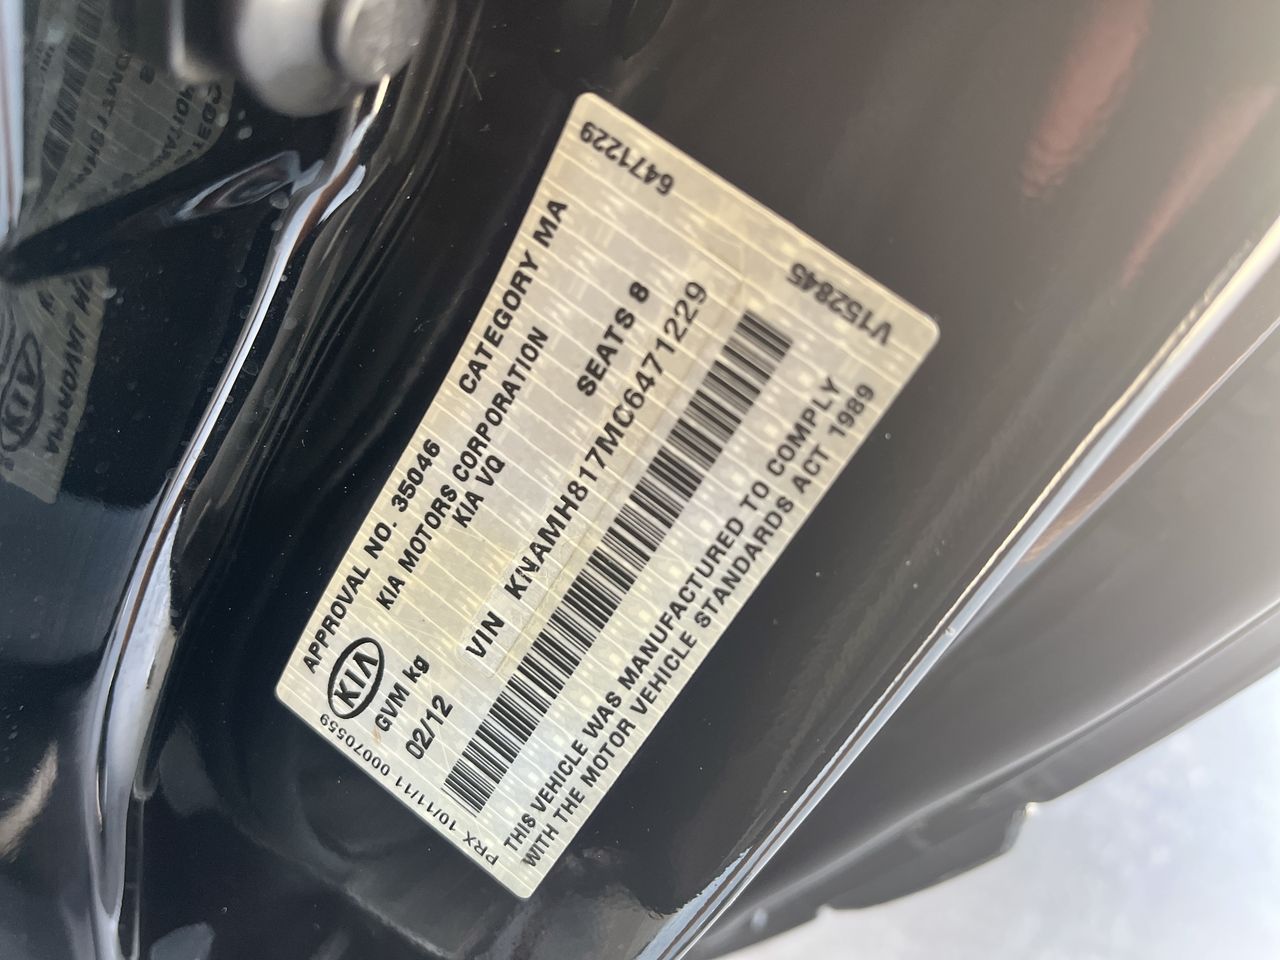 APPROVAL NO. 35046 CATEGORY MA
KIA MOTORS CORPORATION
KIA VQ
KIA
GVM kg SEATS 8
02/12 VIN KNAMH817MC6471229
THIS VEHICLE WAS MANUFACTURED TO COMPLY
WITH THE MOTOR VEHICLE STANDARDS ACT 1989
PRX 10/11/11 00070559
6471229
V152845